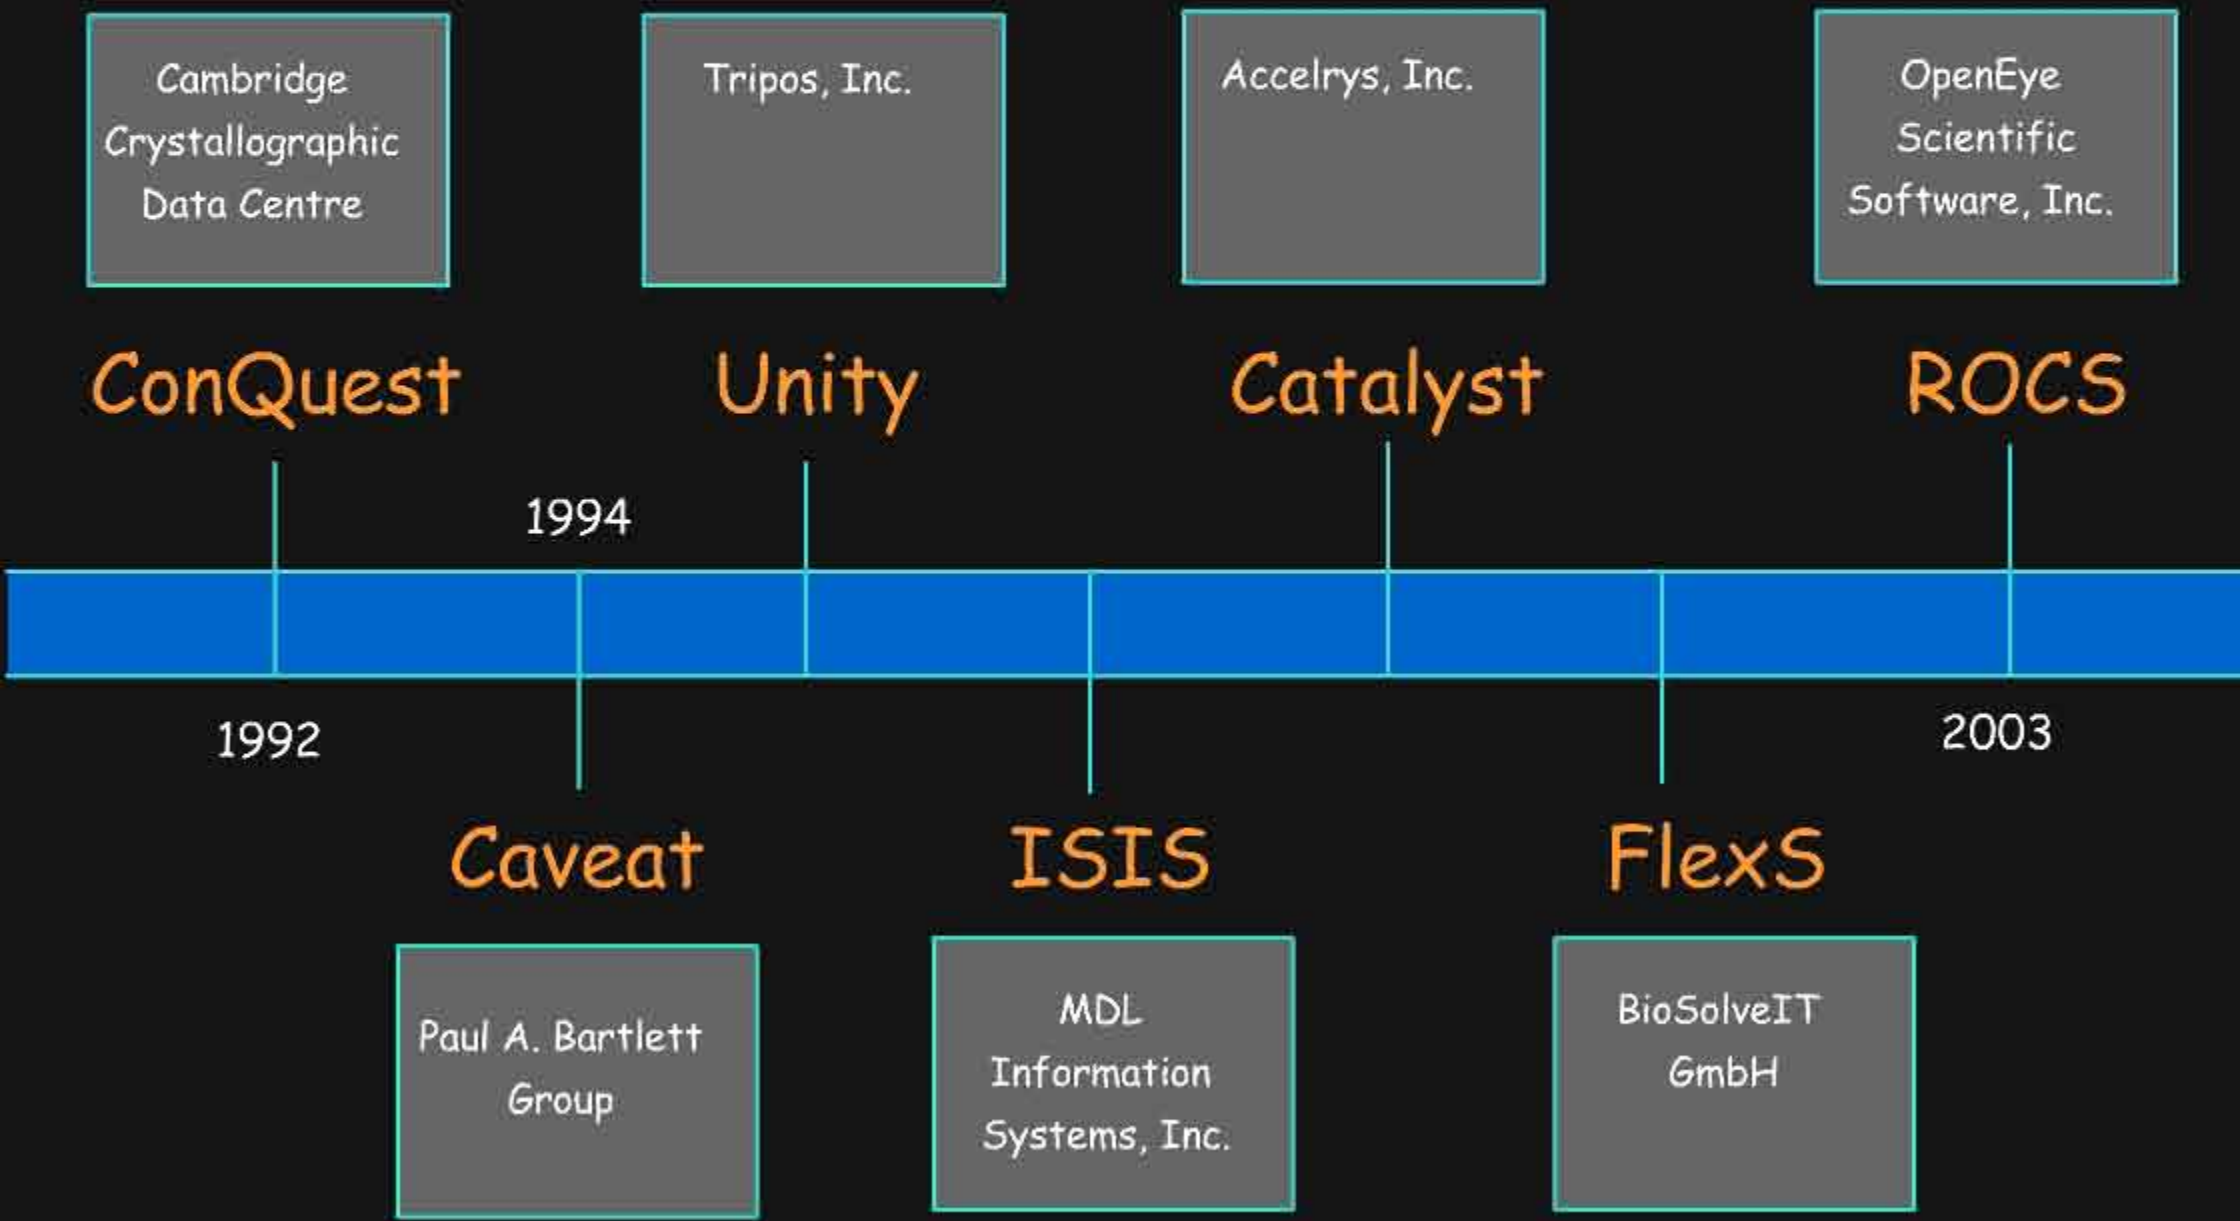 Cambridge
Crystallographic
Data Centre
Tripos, Inc.
Accelrys, Inc.
OpenEye
Scientific
Software, Inc.
ConQuest
Unity
Catalyst
ROCS
1994
1992
2003
Caveat
ISIS
FlexS
Paul A. Bartlett
Group
MDL
Information
Systems, Inc.
BioSolveIT
GmbH